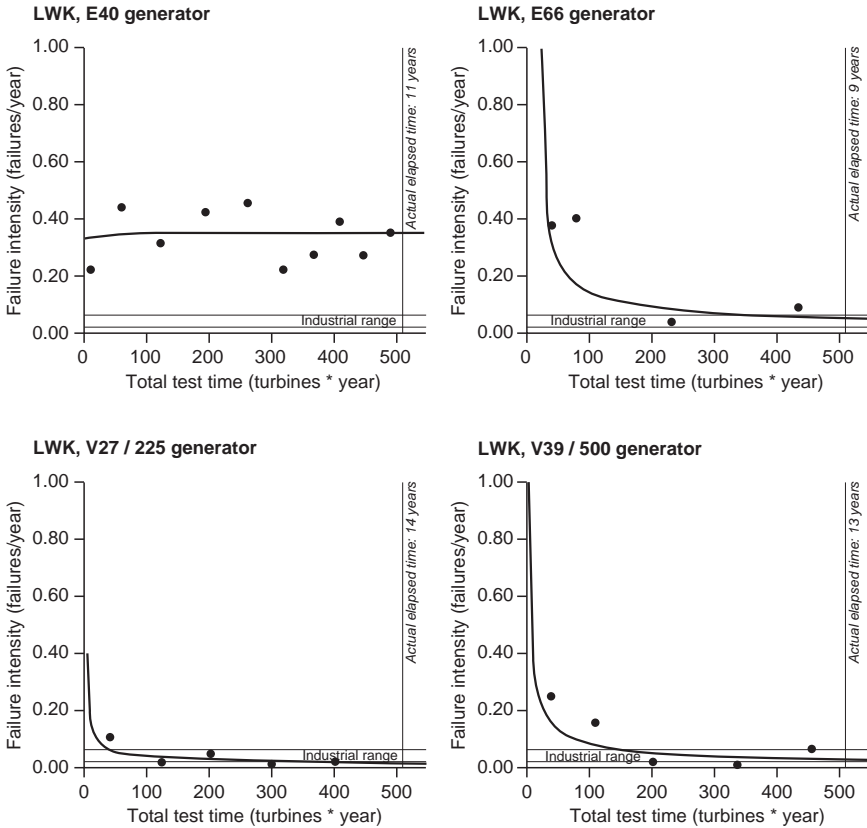 LWK, E40 generator
1.00
0.80
0.60
0.40
0.20
0.00
Failure intensity (failures/year)
Industrial range
Actual elapsed time: 11 years
0 100 200 300 400 500
Total test time (turbines * year)
LWK, E66 generator
1.00
0.80
0.60
0.40
0.20
0.00
Failure intensity (failures/year)
Industrial range
Actual elapsed time: 9 years
0 100 200 300 400 500
Total test time (turbines * year)
LWK, V27 / 225 generator
1.00
0.80
0.60
0.40
0.20
0.00
Failure intensity (failures/year)
Industrial range
Actual elapsed time: 14 years
0 100 200 300 400 500
Total test time (turbines * year)
LWK, V39 / 500 generator
1.00
0.80
0.60
0.40
0.20
0.00
Failure intensity (failures/year)
Industrial range
Actual elapsed time: 13 years
0 100 200 300 400 500
Total test time (turbines * year)